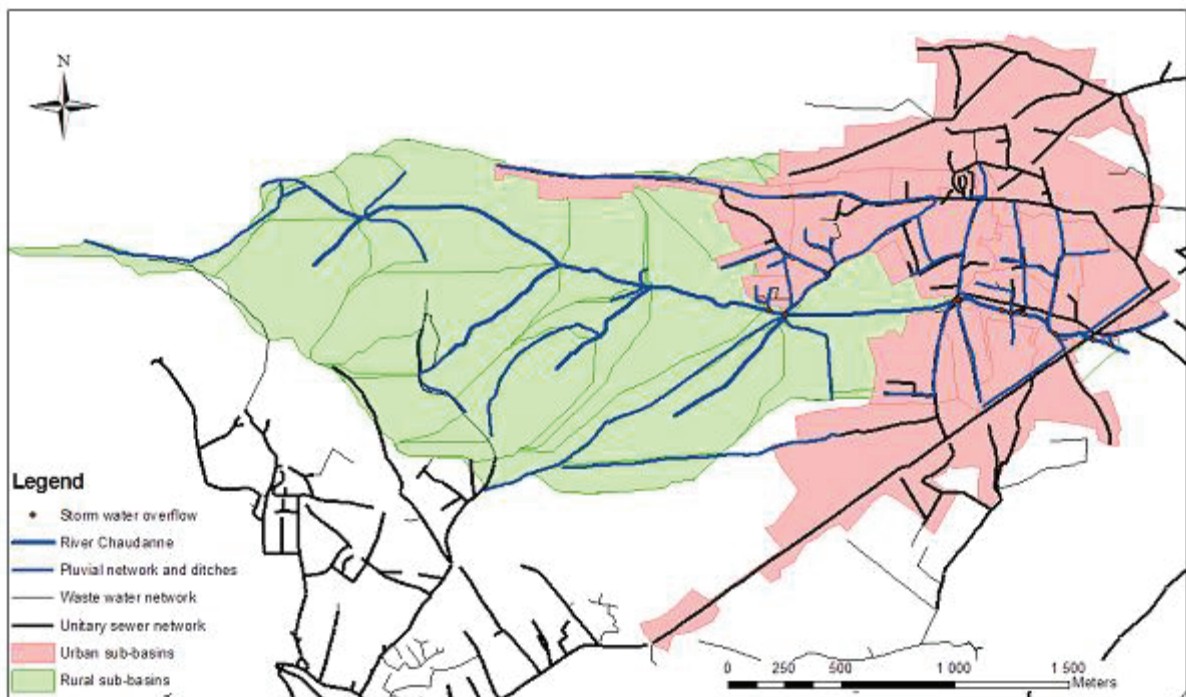 N
Legend
Storm water overflow
River Chaudanne
Pluvial network and ditches
Waste water network
Unitary sewer network
Urban sub-basins
Rural sub-basins
0 250 500 1 000 1 500
Meters